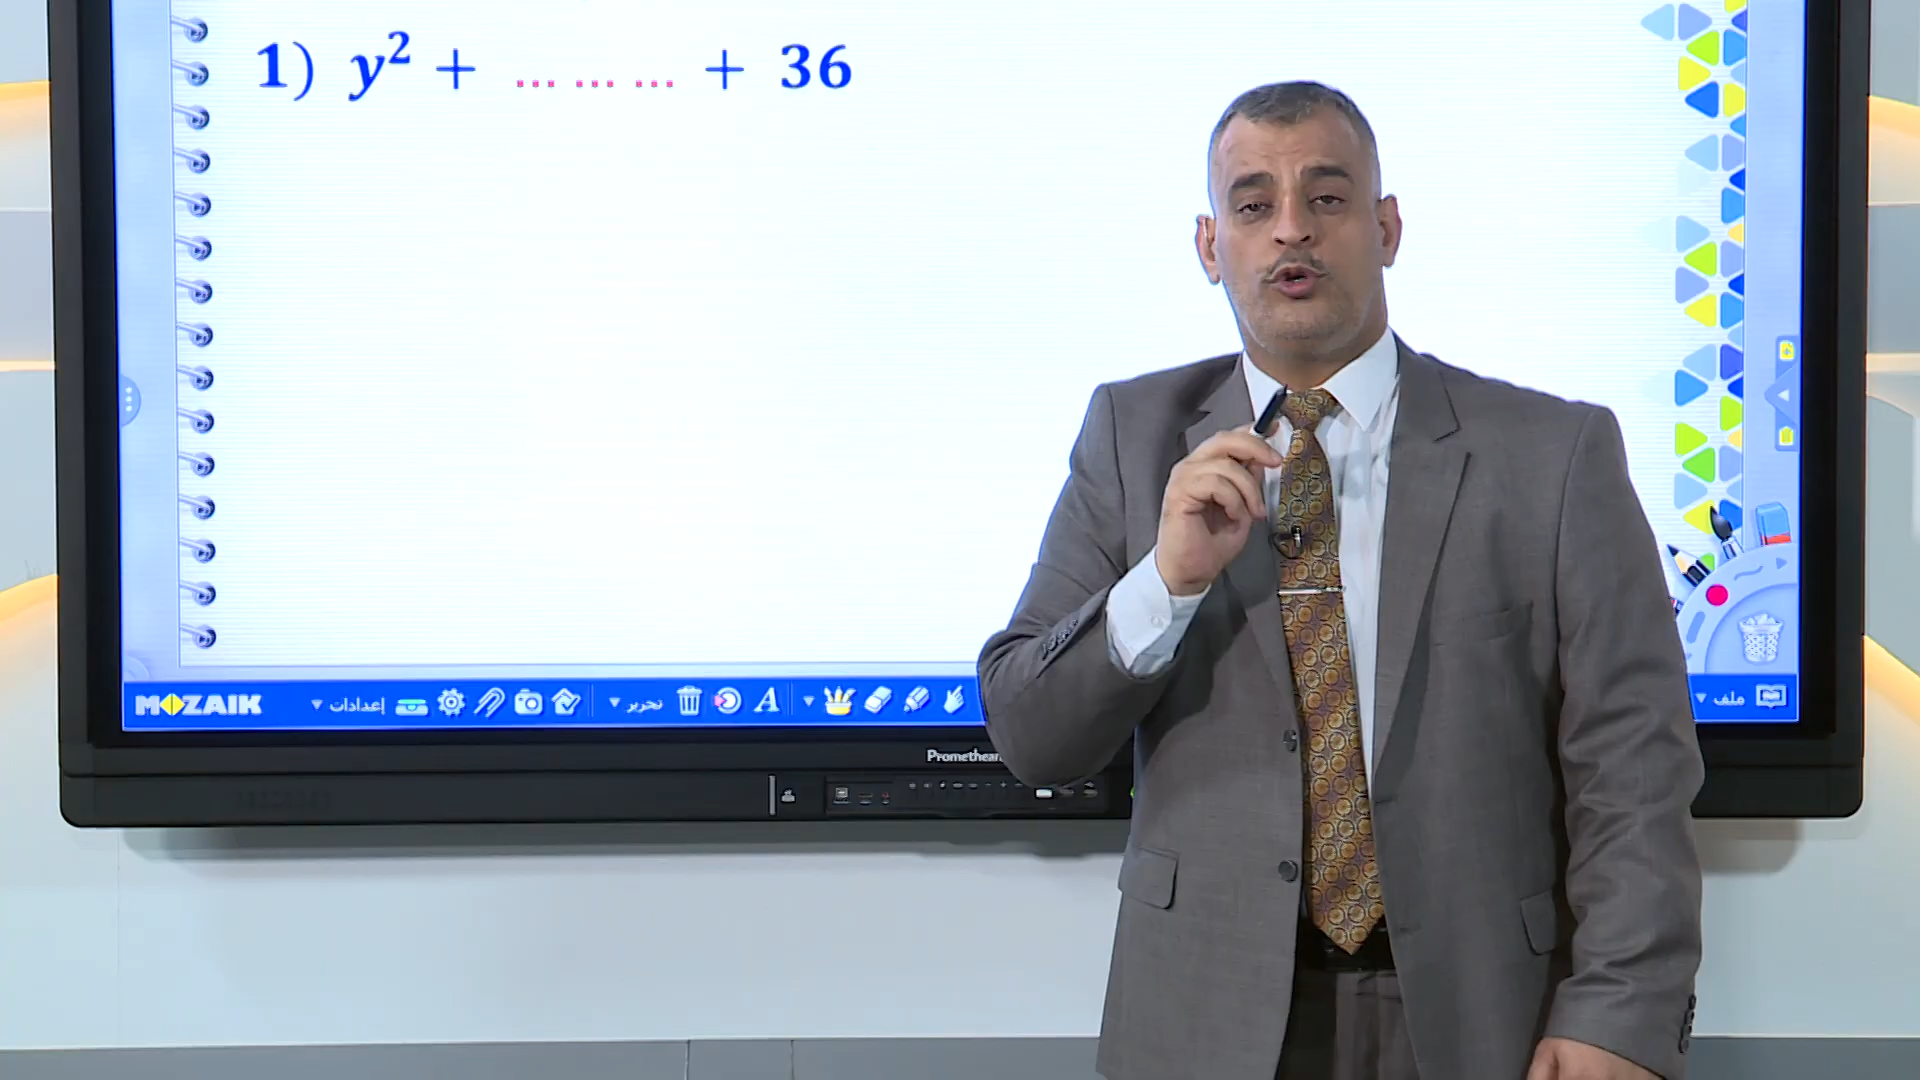 1) y² + ... ... ... + 36
MOZAIK إعدادات تحرير A ملف
Promethean